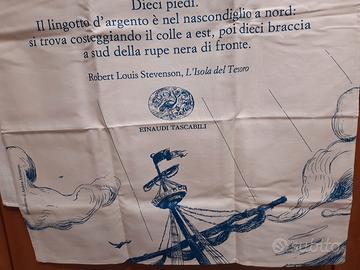 Dieci piedi.
Il lingotto d'argento è nel nascondiglio a nord:
si trova costeggiando il colle a est, poi dieci braccia
a sud della rupe nera di fronte.
Robert Louis Stevenson, L'Isola del Tesoro
EINAUDI TASCABILI
subito